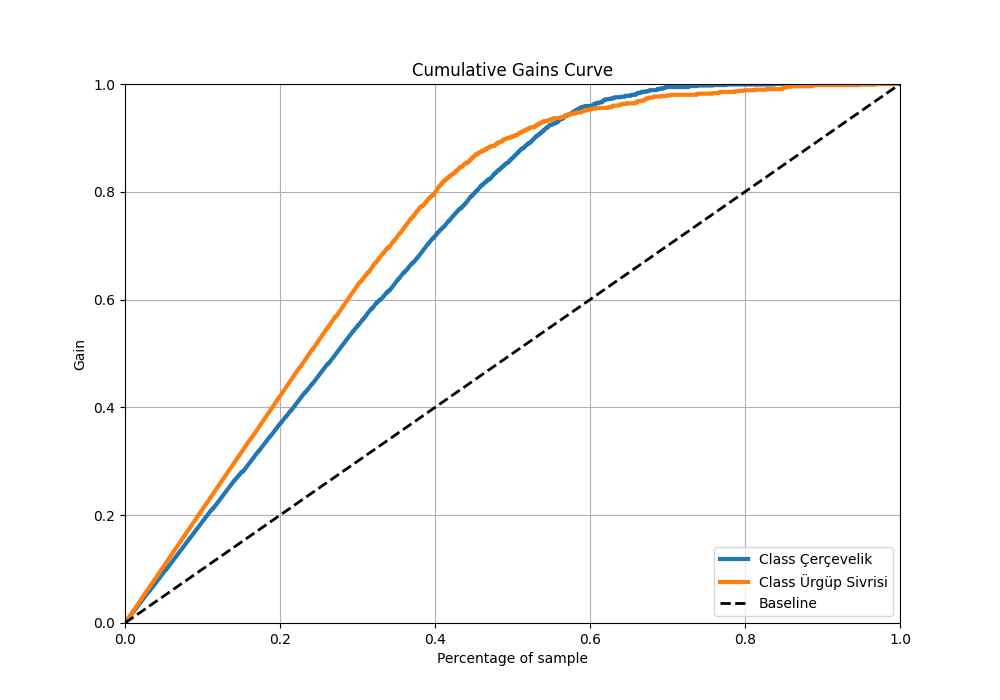 Cumulative Gains Curve
1.0
0.8
0.6
0.4
0.2
0.0
Gain
0.0 0.2 0.4 0.6 0.8 1.0
Percentage of sample
Class Çerçevelik
Class Ürgüp Sivrisi
Baseline